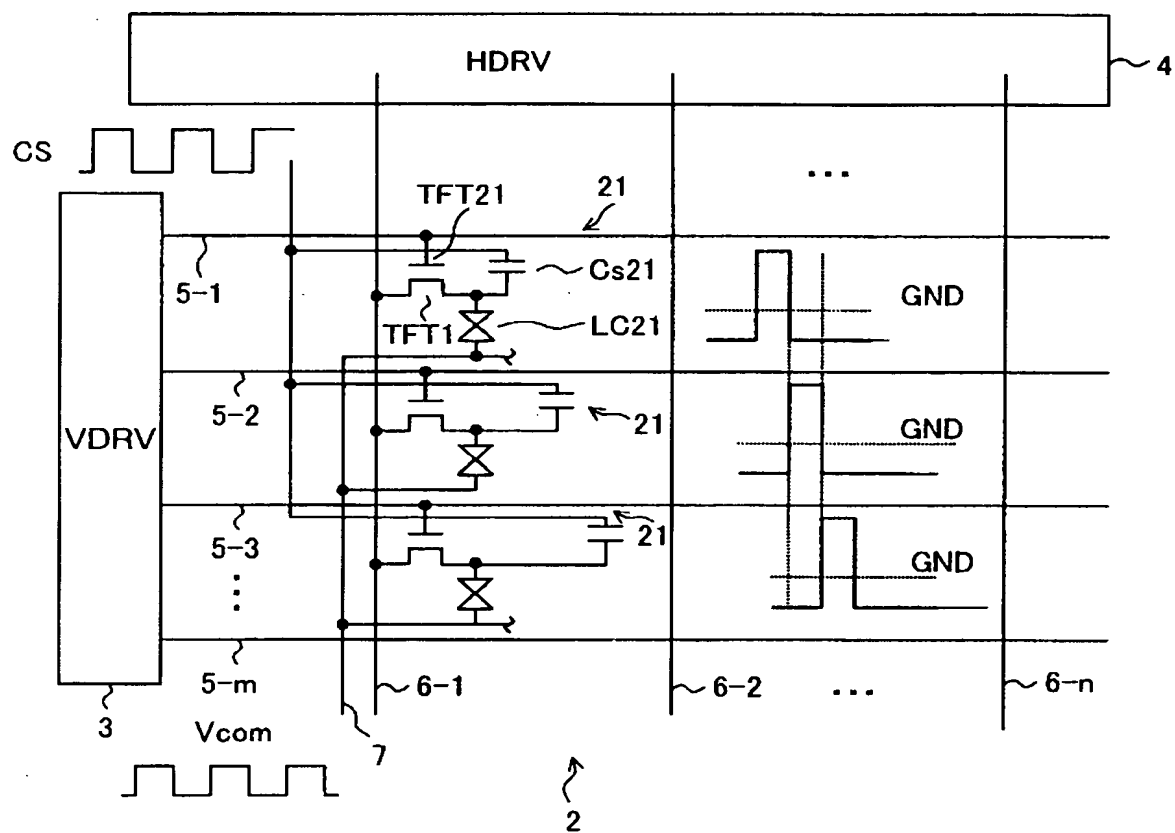 HDRV
4
CS
TFT21
21
...
5-1
Cs21
GND
TFT1
LC21
5-2
21
GND
VDRV
5-3
21
GND
5-m
6-1
6-2
...
6-n
3
Vcom
7
2